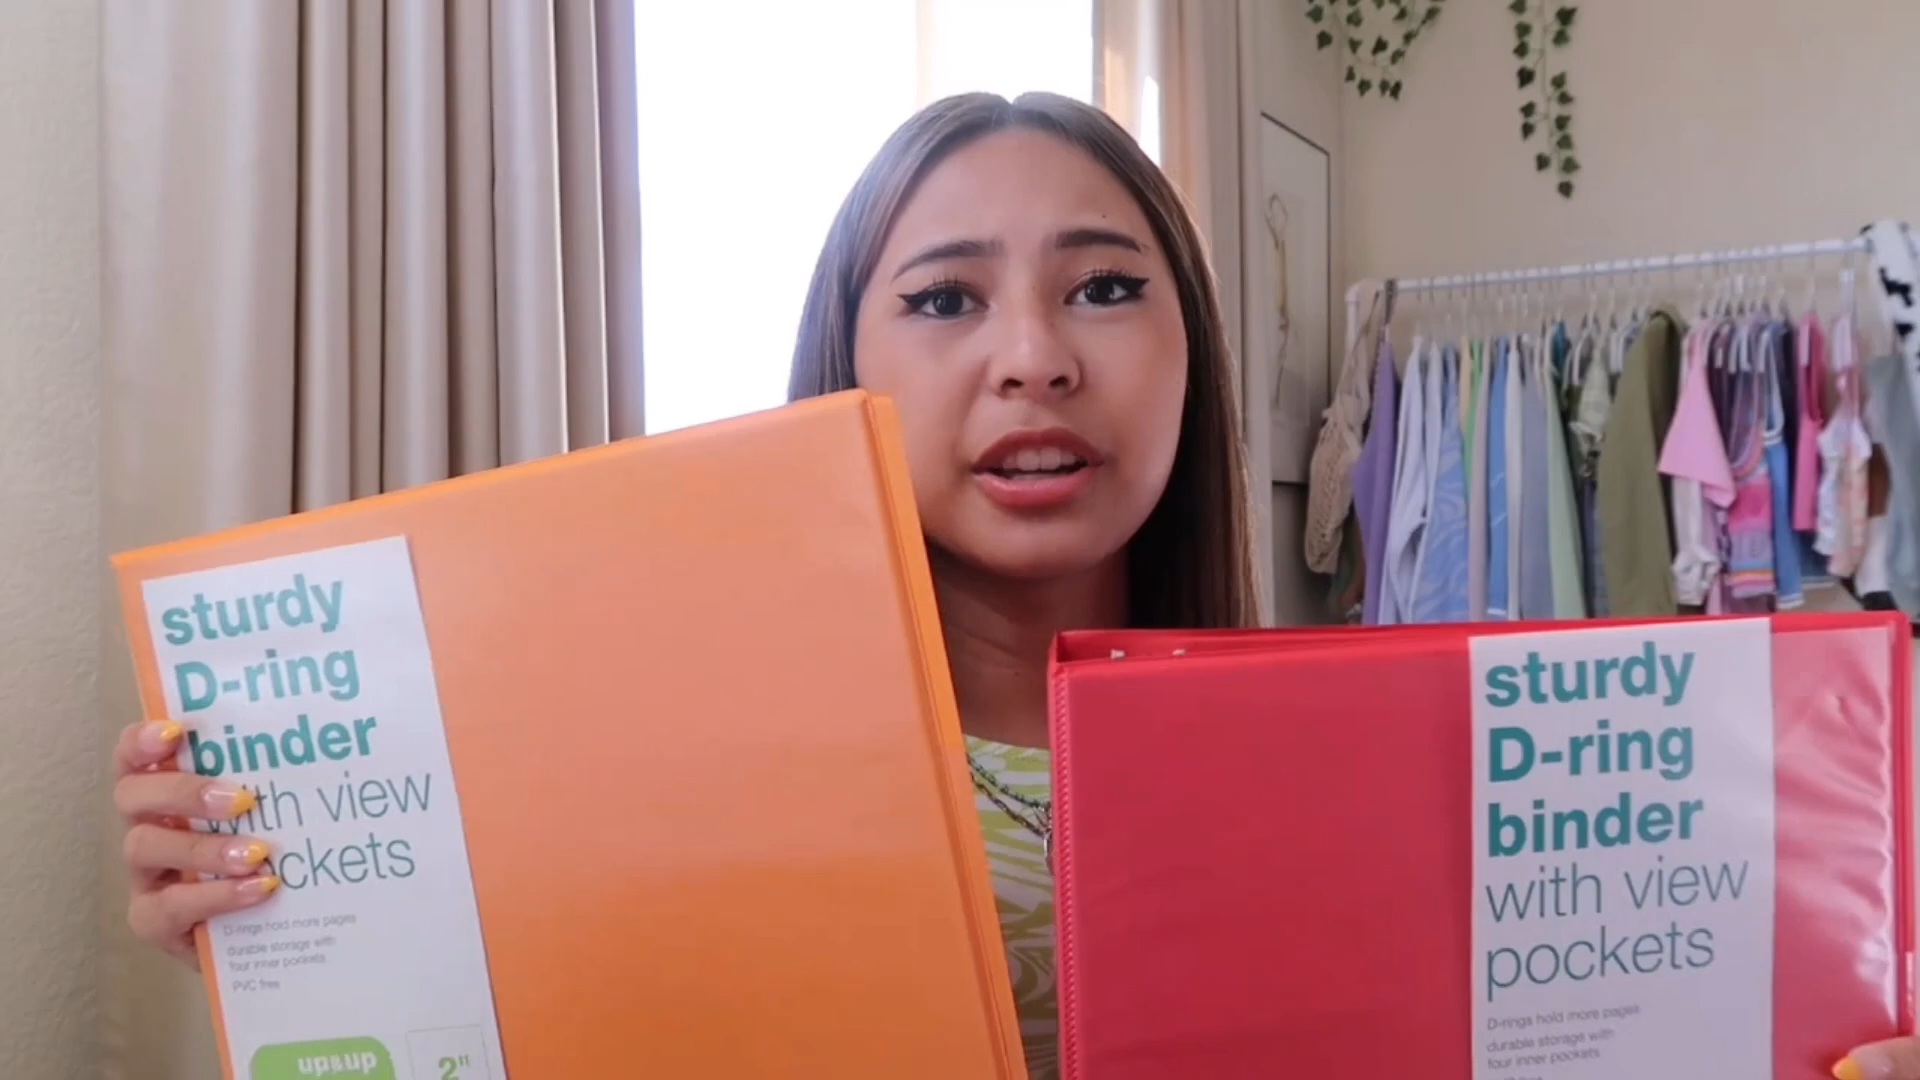 sturdy
D-ring
binder
with view
ockets
D-rings hold more pages
durable storage with
four inner pockets
PVC free
up&up
2"
sturdy
D-ring
binder
with view
pockets
D-rings hold more pages
durable storage with
four inner pockets